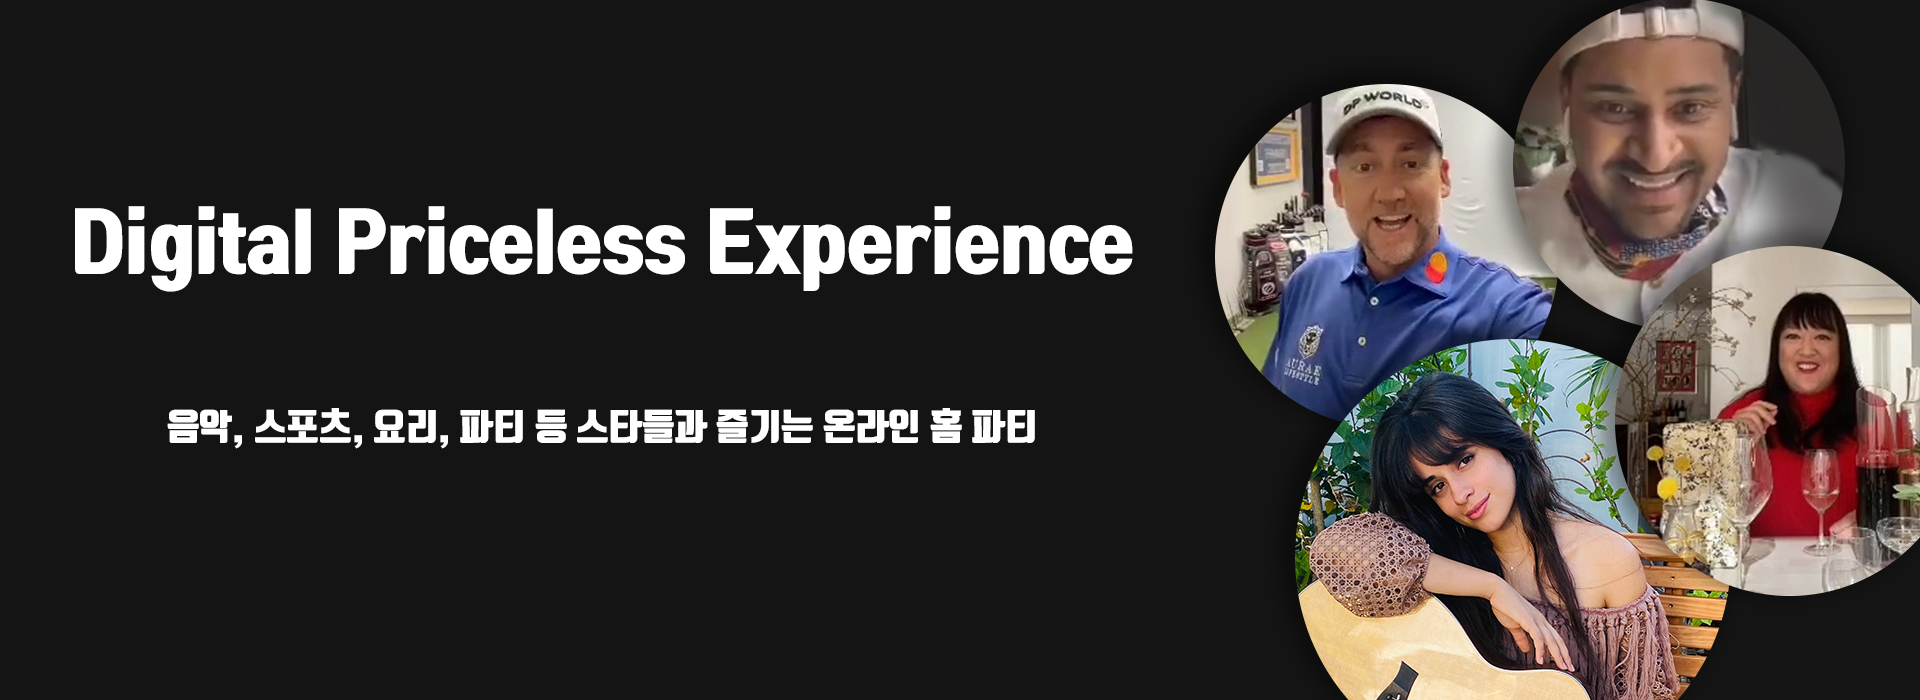 Digital Priceless Experience
음악, 스포츠, 요리, 파티 등 스타들과 즐기는 온라인 홈 파티
DP WORLD
AURAE
LIFESTYLE